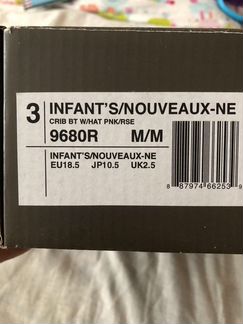 3 INFANT'S/NOUVEAUX-NE
CRIB BT W/HAT PNK/RSE
9680R M/M
INFANT'S/NOUVEAUX-NE
EU18.5 JP10.5 UK2.5
8 87974 66253 9